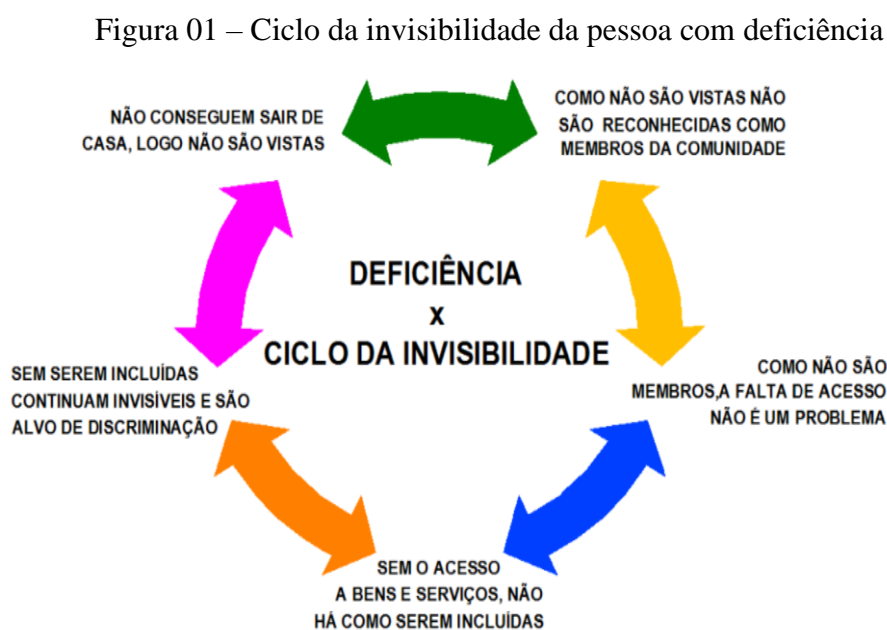 Figura 01 – Ciclo da invisibilidade da pessoa com deficiência
NÃO CONSEGUEM SAIR DE
CASA, LOGO NÃO SÃO VISTAS
COMO NÃO SÃO VISTAS NÃO
SÃO RECONHECIDAS COMO
MEMBROS DA COMUNIDADE
DEFICIÊNCIA
x
CICLO DA INVISIBILIDADE
COMO NÃO SÃO
MEMBROS,A FALTA DE ACESSO
NÃO É UM PROBLEMA
SEM SEREM INCLUÍDAS
CONTINUAM INVISÍVEIS E SÃO
ALVO DE DISCRIMINAÇÃO
SEM O ACESSO
A BENS E SERVIÇOS, NÃO
HÁ COMO SEREM INCLUÍDAS